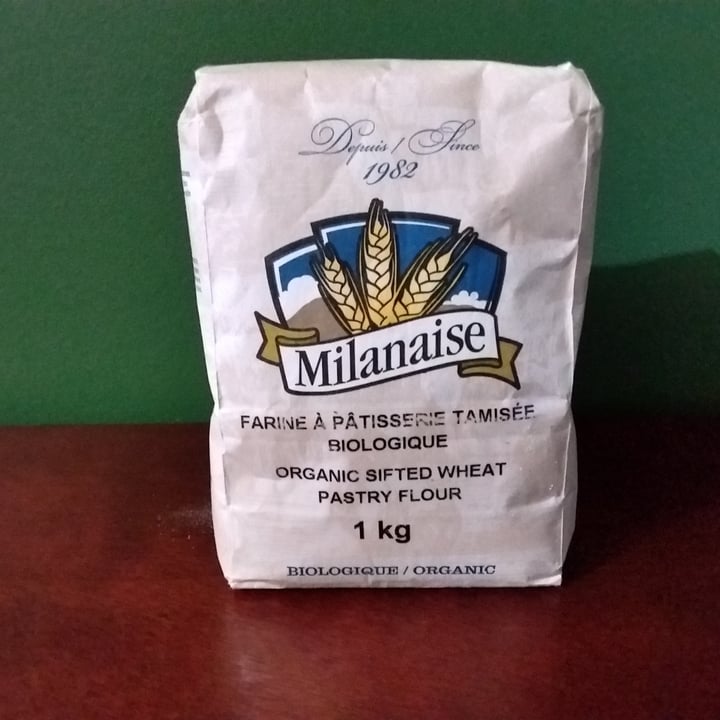 Depuis / Since
1982
Milanaise
FARINE À PÂTISSERIE TAMISÉE
BIOLOGIQUE
ORGANIC SIFTED WHEAT
PASTRY FLOUR
1 kg
BIOLOGIQUE / ORGANIC